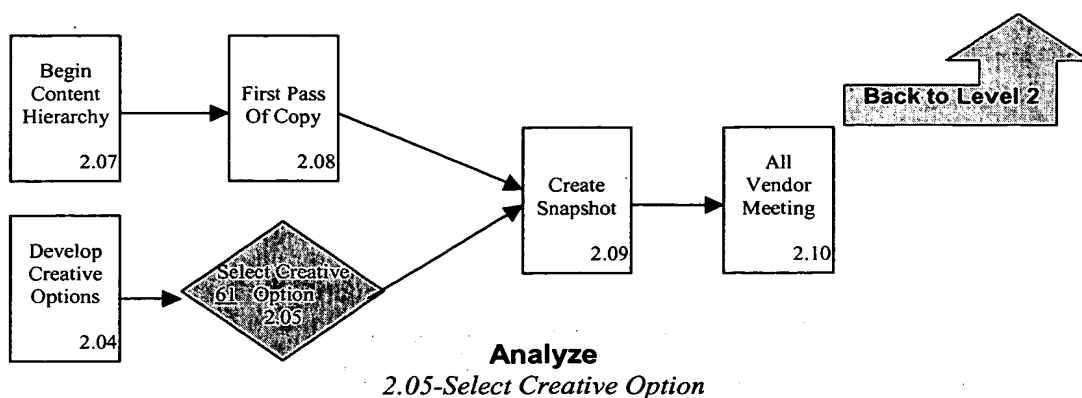 Begin
Content
Hierarchy
2.07
First Pass
Of Copy
2.08
Back to Level 2
Create
Snapshot
2.09
All
Vendor
Meeting
2.10
Develop
Creative
Options
2.04
Select Creative
61 Option
2.05
Analyze
2.05-Select Creative Option